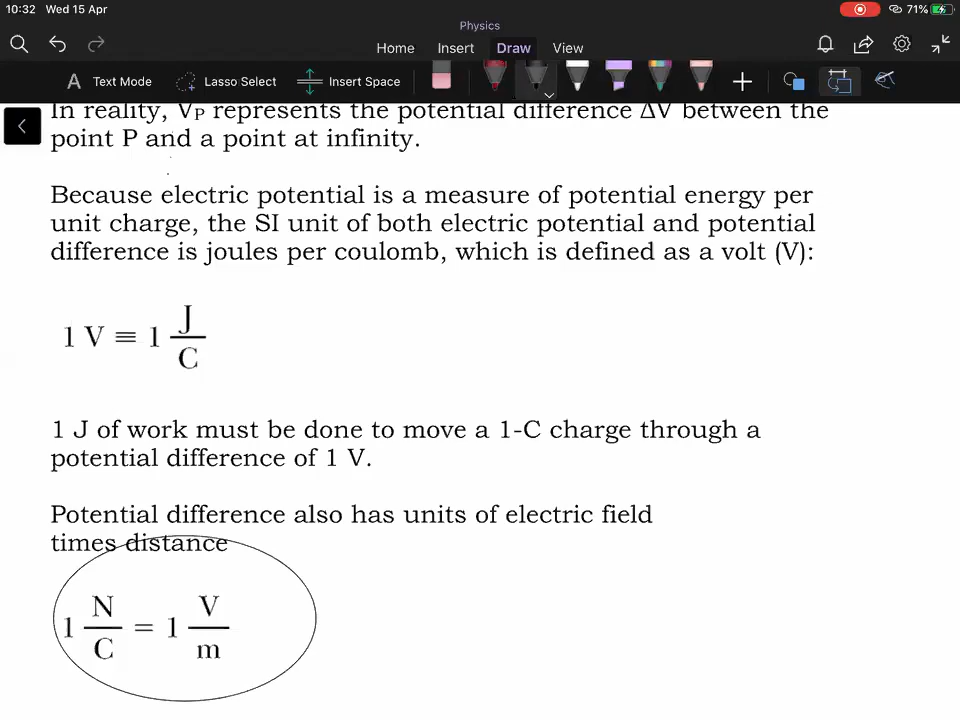 10:32 Wed 15 Apr
71%
Physics
Home Insert Draw View
Text Mode Lasso Select Insert Space
In reality, VP represents the potential difference ΔV between the
point P and a point at infinity.
Because electric potential is a measure of potential energy per
unit charge, the SI unit of both electric potential and potential
difference is joules per coulomb, which is defined as a volt (V):
1 V ≡ 1 J/C
1 J of work must be done to move a 1-C charge through a
potential difference of 1 V.
Potential difference also has units of electric field
times distance
1 N/C = 1 V/m